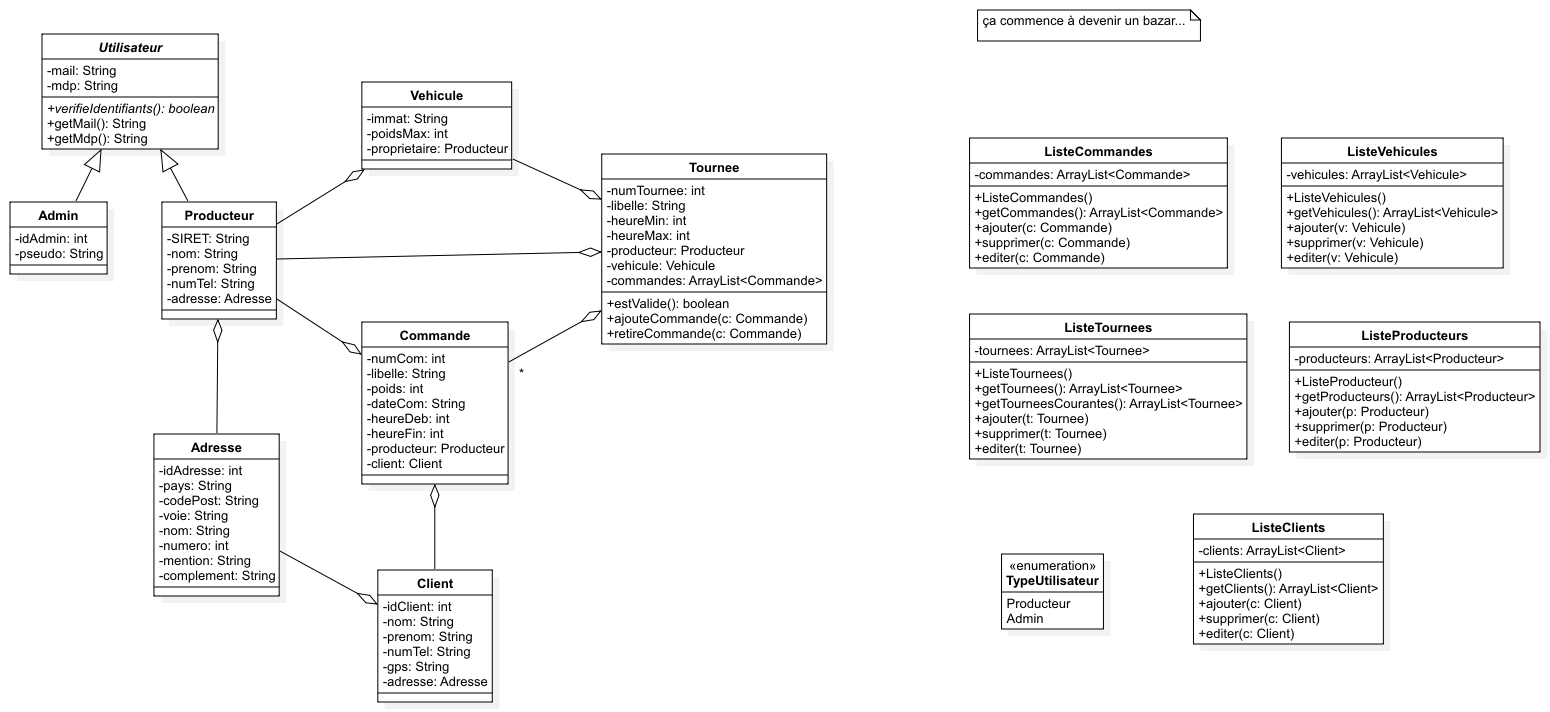 ça commence à devenir un bazar...
Utilisateur
-mail: String
-mdp: String
+verifieIdentifiants(): boolean
+getMail(): String
+getMdp(): String
Vehicule
-immat: String
-poidsMax: int
-proprietaire: Producteur
Tournee
-numTournee: int
-libelle: String
-heureMin: int
-heureMax: int
-producteur: Producteur
-vehicule: Vehicule
-commandes: ArrayList<Commande>
+estValide(): boolean
+ajouteCommande(c: Commande)
+retireCommande(c: Commande)
Admin
-idAdmin: int
-pseudo: String
Producteur
-SIRET: String
-nom: String
-prenom: String
-numTel: String
-adresse: Adresse
Commande
-numCom: int
-libelle: String
-poids: int
-dateCom: String
-heureDeb: int
-heureFin: int
-producteur: Producteur
-client: Client
*
Adresse
-idAdresse: int
-pays: String
-codePost: String
-voie: String
-nom: String
-numero: int
-mention: String
-complement: String
Client
-idClient: int
-nom: String
-prenom: String
-numTel: String
-gps: String
-adresse: Adresse
ListeCommandes
-commandes: ArrayList<Commande>
+ListeCommandes()
+getCommandes(): ArrayList<Commande>
+ajouter(c: Commande)
+supprimer(c: Commande)
+editer(c: Commande)
ListeVehicules
-vehicules: ArrayList<Vehicule>
+ListeVehicules()
+getVehicules(): ArrayList<Vehicule>
+ajouter(v: Vehicule)
+supprimer(v: Vehicule)
+editer(v: Vehicule)
ListeTournees
-tournees: ArrayList<Tournee>
+ListeTournees()
+getTournees(): ArrayList<Tournee>
+getTourneesCourantes(): ArrayList<Tournee>
+ajouter(t: Tournee)
+supprimer(t: Tournee)
+editer(t: Tournee)
ListeProducteurs
-producteurs: ArrayList<Producteur>
+ListeProducteur()
+getProducteurs(): ArrayList<Producteur>
+ajouter(p: Producteur)
+supprimer(p: Producteur)
+editer(p: Producteur)
«enumeration»
TypeUtilisateur
Producteur
Admin
ListeClients
-clients: ArrayList<Client>
+ListeClients()
+getClients(): ArrayList<Client>
+ajouter(c: Client)
+supprimer(c: Client)
+editer(c: Client)